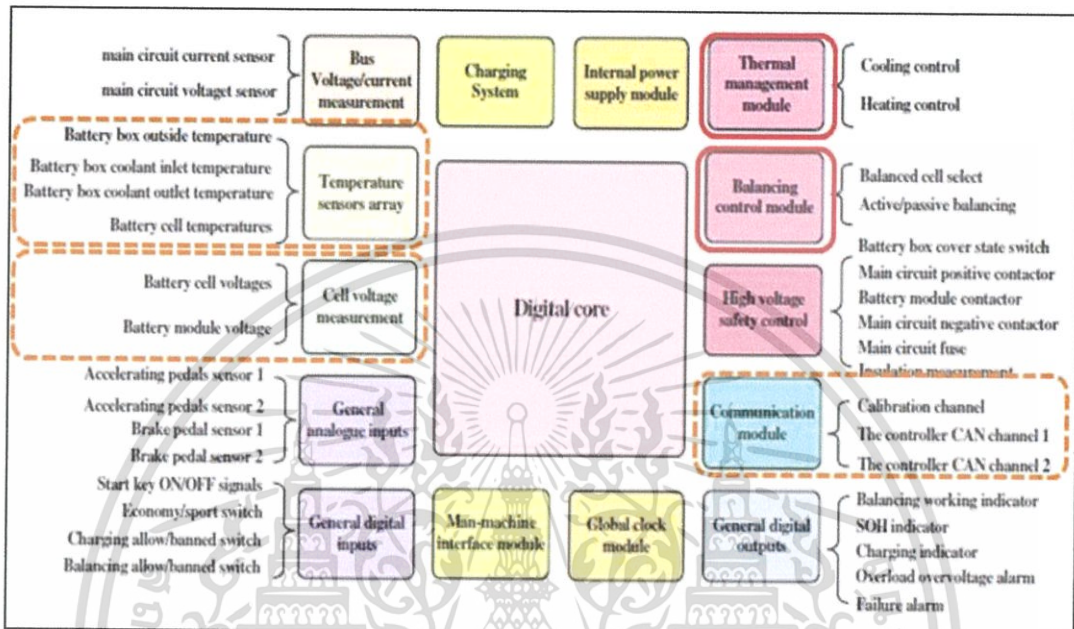 main circuit current sensor
main circuit voltaget sensor
Bus
Voltage/current
measurement
Charging
System
Internal power
supply module
Thermal
management
module
Cooling control
Heating control
Battery box outside temperature
Battery box coolant inlet temperature
Battery box coolant outlet temperature
Battery cell temperatures
Temperature
sensors array
Balancing
control module
Balanced cell select
Active/passive balancing
Battery cell voltages
Battery module voltage
Cell voltage
measurement
Digital core
High voltage
safety control
Battery box cover state switch
Main circuit positive contactor
Battery module contactor
Main circuit negative contactor
Main circuit fuse
Insulation measurement
Accelerating pedals sensor 1
Accelerating pedals sensor 2
Brake pedal sensor 1
Brake pedal sensor 2
General
analogue inputs
Communication
module
Calibration channel
The controller CAN channel 1
The controller CAN channel 2
Start key ON/OFF signals
Economy/sport switch
Charging allow/banned switch
Balancing allow/banned switch
General digital
inputs
Man-machine
interface module
Global clock
module
General digital
outputs
Balancing working indicator
SOH indicator
Charging indicator
Overload overvoltage alarm
Failure alarm